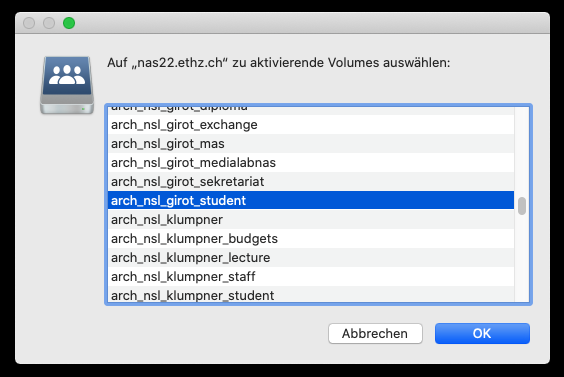 Auf „nas22.ethz.ch“ zu aktivierende Volumes auswählen:
arch_nsl_girot_diploma
arch_nsl_girot_exchange
arch_nsl_girot_mas
arch_nsl_girot_medialabnas
arch_nsl_girot_sekretariat
arch_nsl_girot_student
arch_nsl_klumpner
arch_nsl_klumpner_budgets
arch_nsl_klumpner_lecture
arch_nsl_klumpner_staff
arch_nsl_klumpner_student
Abbrechen
OK